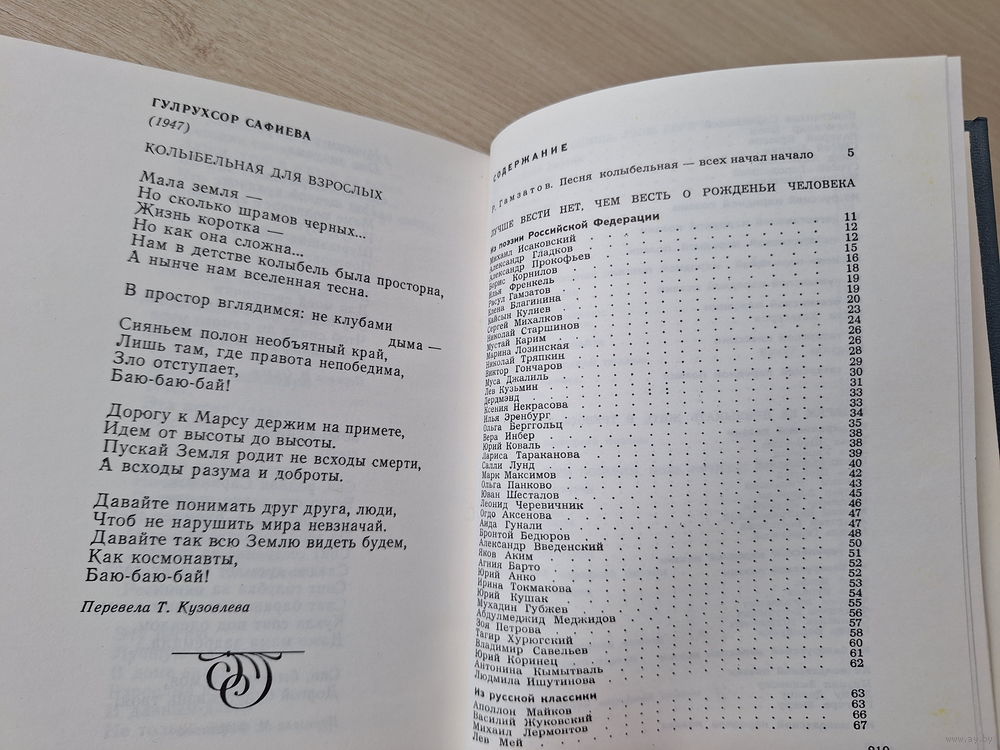 ГУЛРУХСОР САФИЕВА
(1947)
КОЛЫБЕЛЬНАЯ ДЛЯ ВЗРОСЛЫХ
Мала земля —
Но сколько шрамов черных...
Жизнь коротка —
Но как она сложна...
Нам в детстве колыбель была просторна,
А нынче нам вселенная тесна.
В простор вглядимся: не клубами
дыма —
Сияньем полон необъятный край,
Лишь там, где правота непобедима,
Зло отступает,
Баю-баю-бай!
Дорогу к Марсу держим на примете,
Идем от высоты до высоты.
Пускай Земля родит не всходы смерти,
А всходы разума и доброты.
Давайте понимать друг друга, люди,
Чтоб не нарушить мира невзначай.
Давайте так всю Землю видеть будем,
Как космонавты,
Баю-баю-бай!
Перевела Т. Кузовлева
СОДЕРЖАНИЕ
Р. Гамзатов. Песня колыбельная — всех начал начало 5
ЛУЧШЕ ВЕСТИ НЕТ, ЧЕМ ВЕСТЬ О РОЖДЕНЬИ ЧЕЛОВЕКА
Из поэзии Российской Федерации
Михаил Исаковский 11
Александр Гладков 12
Александр Прокофьев 12
Борис Корнилов 15
Илья Френкель 16
Расул Гамзатов 18
Елена Благинина 19
Кайсын Кулиев 19
Сергей Михалков 20
Николай Старшинов 23
Мустай Карим 24
Марина Лозинская 26
Николай Тряпкин 26
Виктор Гончаров 28
Муса Джалиль 29
Лев Кузьмин 30
Дердмэнд 31
Ксения Некрасова 33
Илья Эренбург 33
Ольга Берггольц 34
Вера Инбер 35
Юрий Коваль 38
Лариса Тараканова 38
Салли Лунд 39
Марк Максимов 40
Ольга Панково 42
Юван Шесталов 43
Леонид Черевичник 45
Огдо Аксенова 46
Аида Гунали 47
Бронтой Бедюров 47
Александр Введенский 48
Яков Аким 50
Агния Барто 51
Юрий Анко 52
Ирина Токмакова 52
Юрий Кушак 53
Мухадин Губжев 54
Абдулмеджид Меджидов 55
Зоя Петрова 56
Тагир Хурюгский 57
Владимир Савельев 58
Юрий Коринец 60
Антонина Кымытваль 61
Людмила Ишутинова 62
Из русской классики
Аполлон Майков 63
Василий Жуковский 63
Михаил Лермонтов 66
Лев Мей 67
www.ay.by